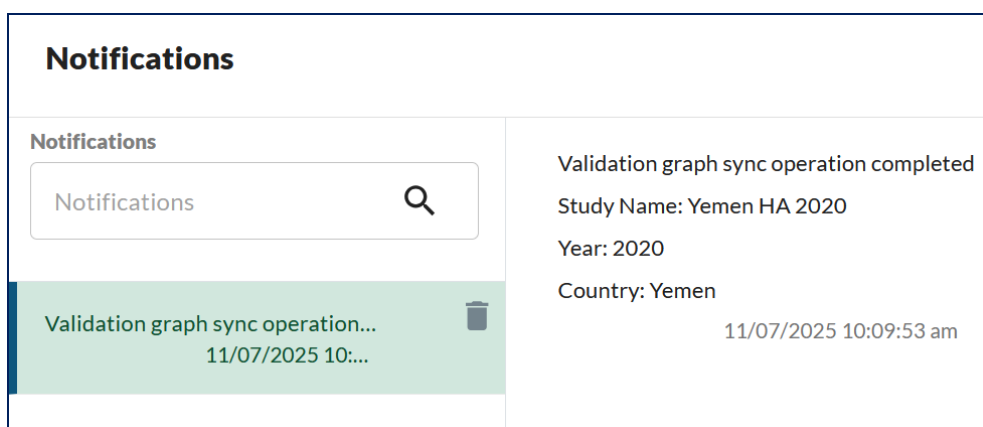 Notifications
Notifications
Notifications
Validation graph sync operation...
11/07/2025 10:...
Validation graph sync operation completed
Study Name: Yemen HA 2020
Year: 2020
Country: Yemen
11/07/2025 10:09:53 am